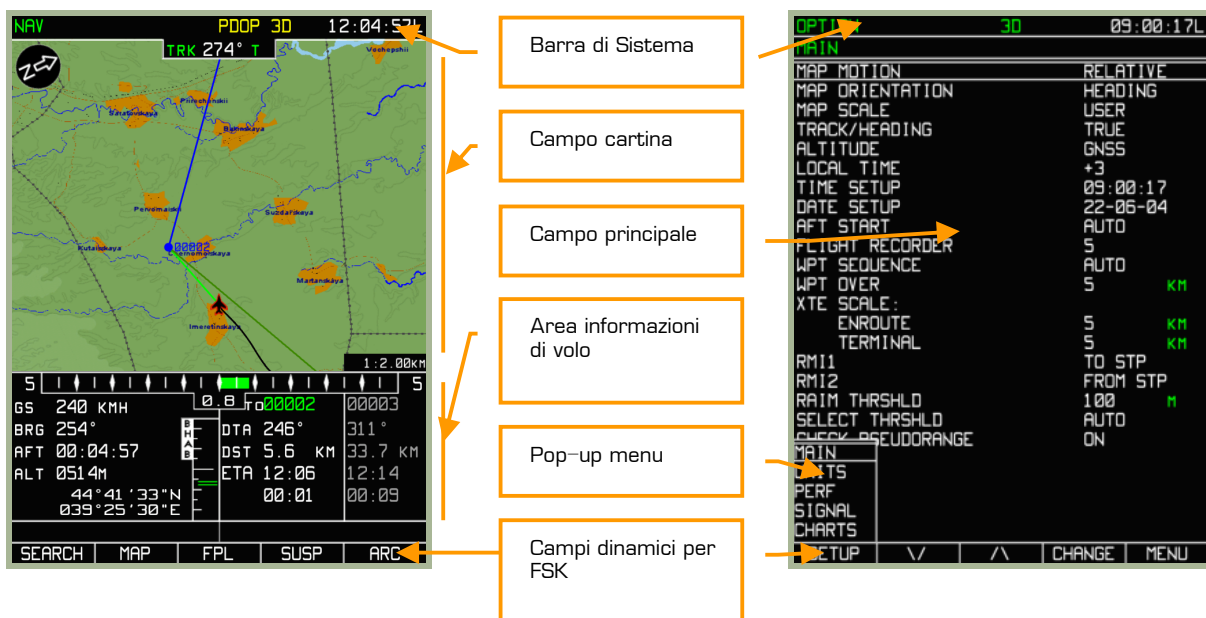 NAV PDOP 3D 12:04:57L
TRK 274° T
Vochepshii
Saratovskaya
Bakinskaya
Pervomaiskii
Suzdal'skaya
Kutaisskaya
00002
Chernomorskaya
Martanskaya
Imeretinskaya
1:2.00KM
5 5
0.8
GS 240 KMH
BRG 254°
AFT 00:04:57
ALT 0514M
44°41'33"N
039°25'30"E
BHAB
TO 00002 00003
DTA 246° 311°
DST 5.6 KM 33.7 KM
ETA 12:06 12:14
00:01 00:09
SEARCH MAP FPL SUSP ARC
Barra di Sistema
Campo cartina
Campo principale
Area informazioni
di volo
Pop-up menu
Campi dinamici per
FSK
OPTION 3D 09:00:17L
MAIN
MAP MOTION RELATIVE
MAP ORIENTATION HEADING
MAP SCALE USER
TRACK/HEADING TRUE
ALTITUDE GNSS
LOCAL TIME +3
TIME SETUP 09:00:17
DATE SETUP 22-06-04
AFT START AUTO
FLIGHT RECORDER 5
WPT SEQUENCE AUTO
WPT OVER 5 KM
XTE SCALE:
ENROUTE 5 KM
TERMINAL 5 KM
RMI1 TO STP
RMI2 FROM STP
RAIM THRSHLD 100 M
SELECT THRSHLD AUTO
CHECK PSEUDORANGE ON
MAIN
UNITS
PERF
SIGNAL
CHARTS
SETUP \/ /\ CHANGE MENU